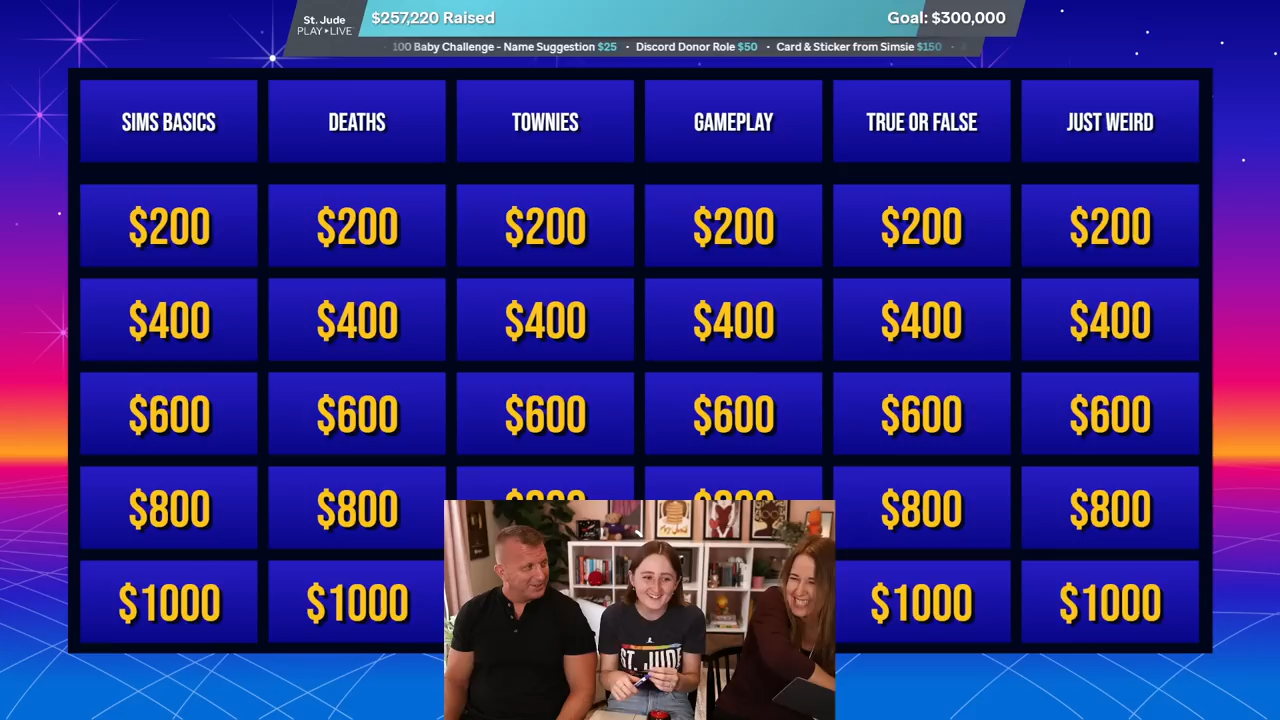 St. Jude
PLAY LIVE
$257,220 Raised
Goal: $300,000
100 Baby Challenge - Name Suggestion $25 • Discord Donor Role $50 • Card & Sticker from Simsie $150
SIMS BASICS
DEATHS
TOWNIES
GAMEPLAY
TRUE OR FALSE
JUST WEIRD
$200 $200 $200 $200 $200 $200
$400 $400 $400 $400 $400 $400
$600 $600 $600 $600 $600 $600
$800 $800 $800 $800 $800 $800
$1000 $1000 $1000 $1000
ST. JUDE